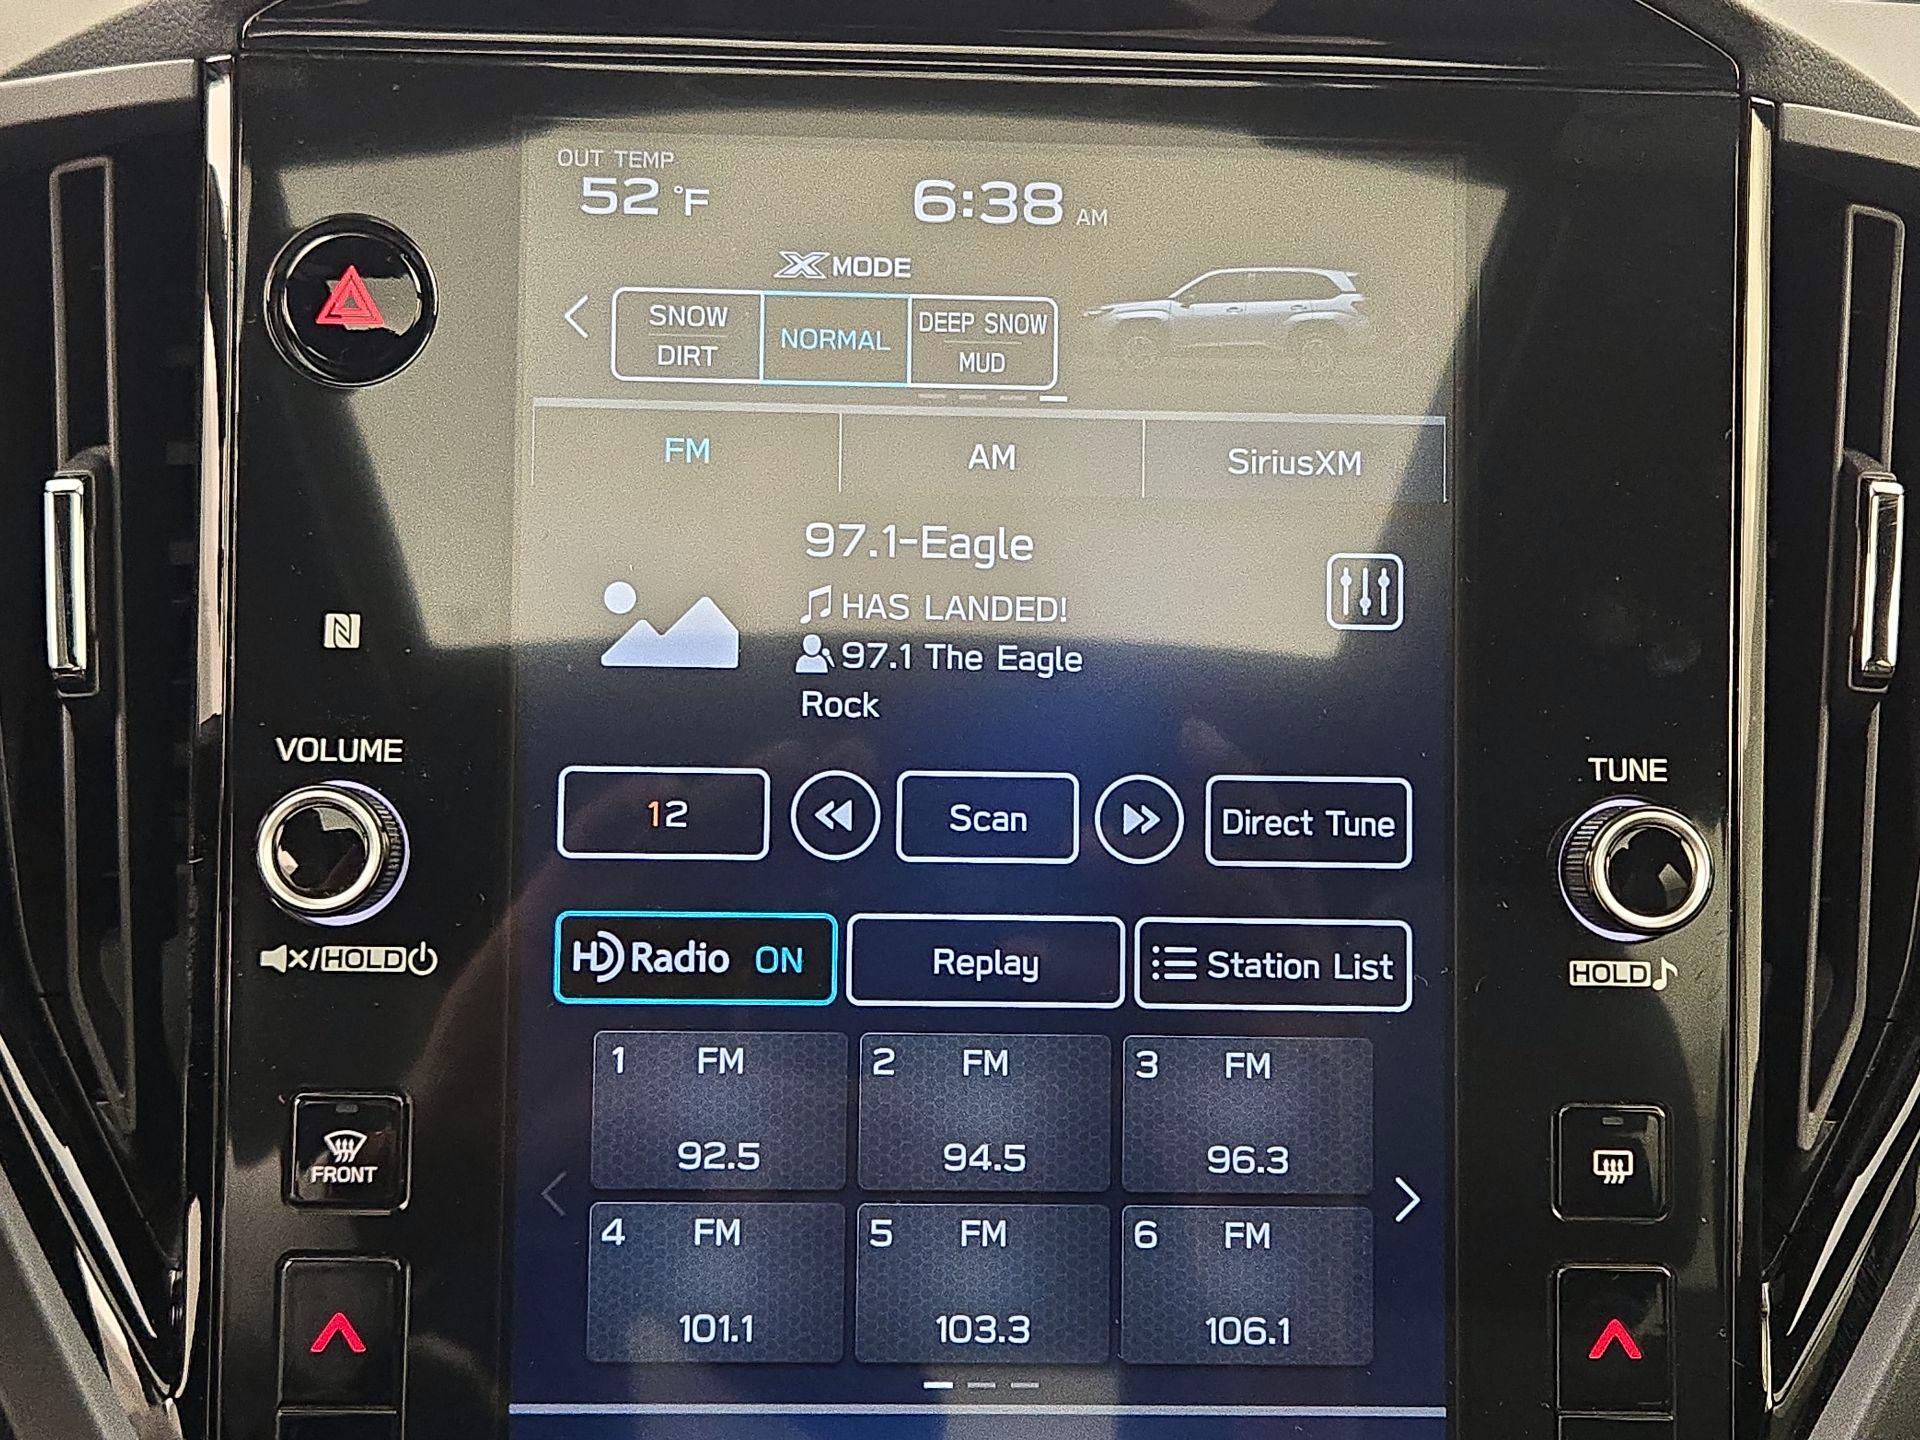 OUT TEMP
52 °F
6:38 AM
X MODE
SNOW
DIRT
NORMAL
DEEP SNOW
MUD
FM
AM
SiriusXM
97.1-Eagle
HAS LANDED!
97.1 The Eagle
Rock
N
VOLUME
TUNE
12
Scan
Direct Tune
/HOLD
HOLD
HD Radio ON
Replay
Station List
1 FM
92.5
2 FM
94.5
3 FM
96.3
FRONT
4 FM
101.1
5 FM
103.3
6 FM
106.1